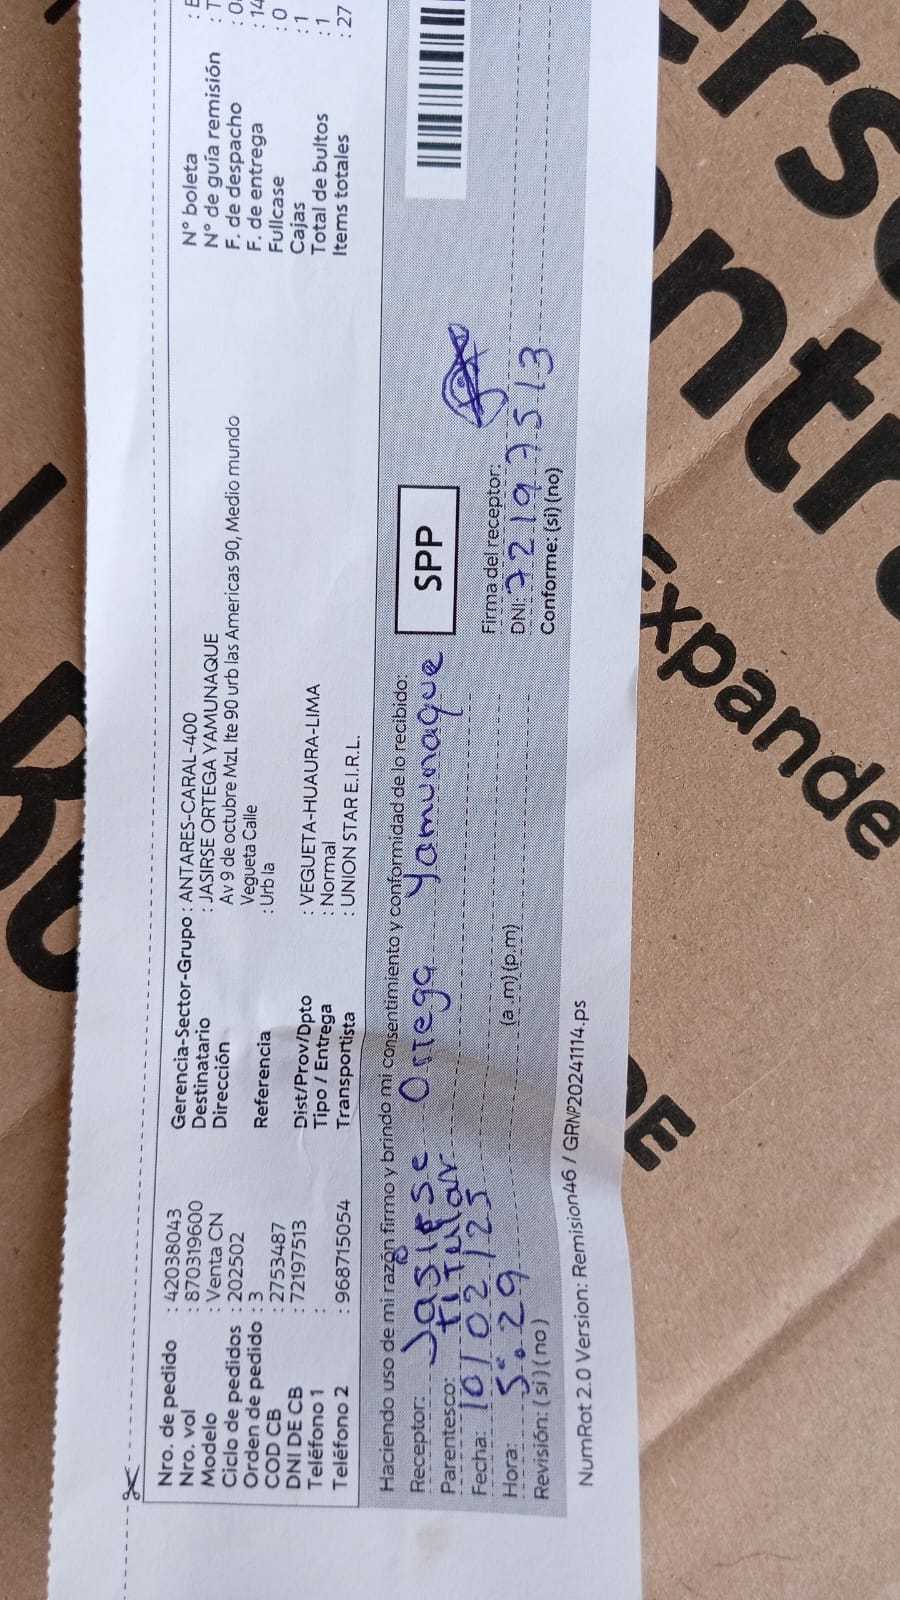 Nro. de pedido : 42038043
Nro. vol : 870319600
Modelo : Venta CN
Ciclo de pedidos : 202502
Orden de pedido : 3
COD CB : 2753487
DNI DE CB : 72197513
Teléfono 1 :
Teléfono 2 : 968715054
Gerencia-Sector-Grupo : ANTARES-CARAL-400
Destinatario : JASIRSE ORTEGA YAMUNAQUE
Dirección Av 9 de octubre MzL lte 90 urb las Americas 90, Medio mundo
Vegueta Calle
Referencia : Urb la
Dist/Prov/Dpto : VEGUETA-HUAURA-LIMA
Tipo / Entrega : Normal
Transportista : UNION STAR E.I.R.L.
N° boleta : E
N° de guía remisión : T
F. de despacho : 0
F. de entrega : 14
Fullcase : 0
Cajas : 1
Total de bultos : 1
Items totales : 27
Haciendo uso de mi razón firmo y brindo mi consentimiento y conformidad de lo recibido:
Receptor: Jasirse Ortega Yamunaque
Parentesco: Titular
Fecha: 10/02/25
Hora: 5:29 (a .m) (p.m)
Revisión: (si) (no)
SPP
Firma del receptor:
DNI: 72197513
Conforme: (si) (no)
NumRot 2.0 Version: Remision46 / GRNP20241114.ps
Expande